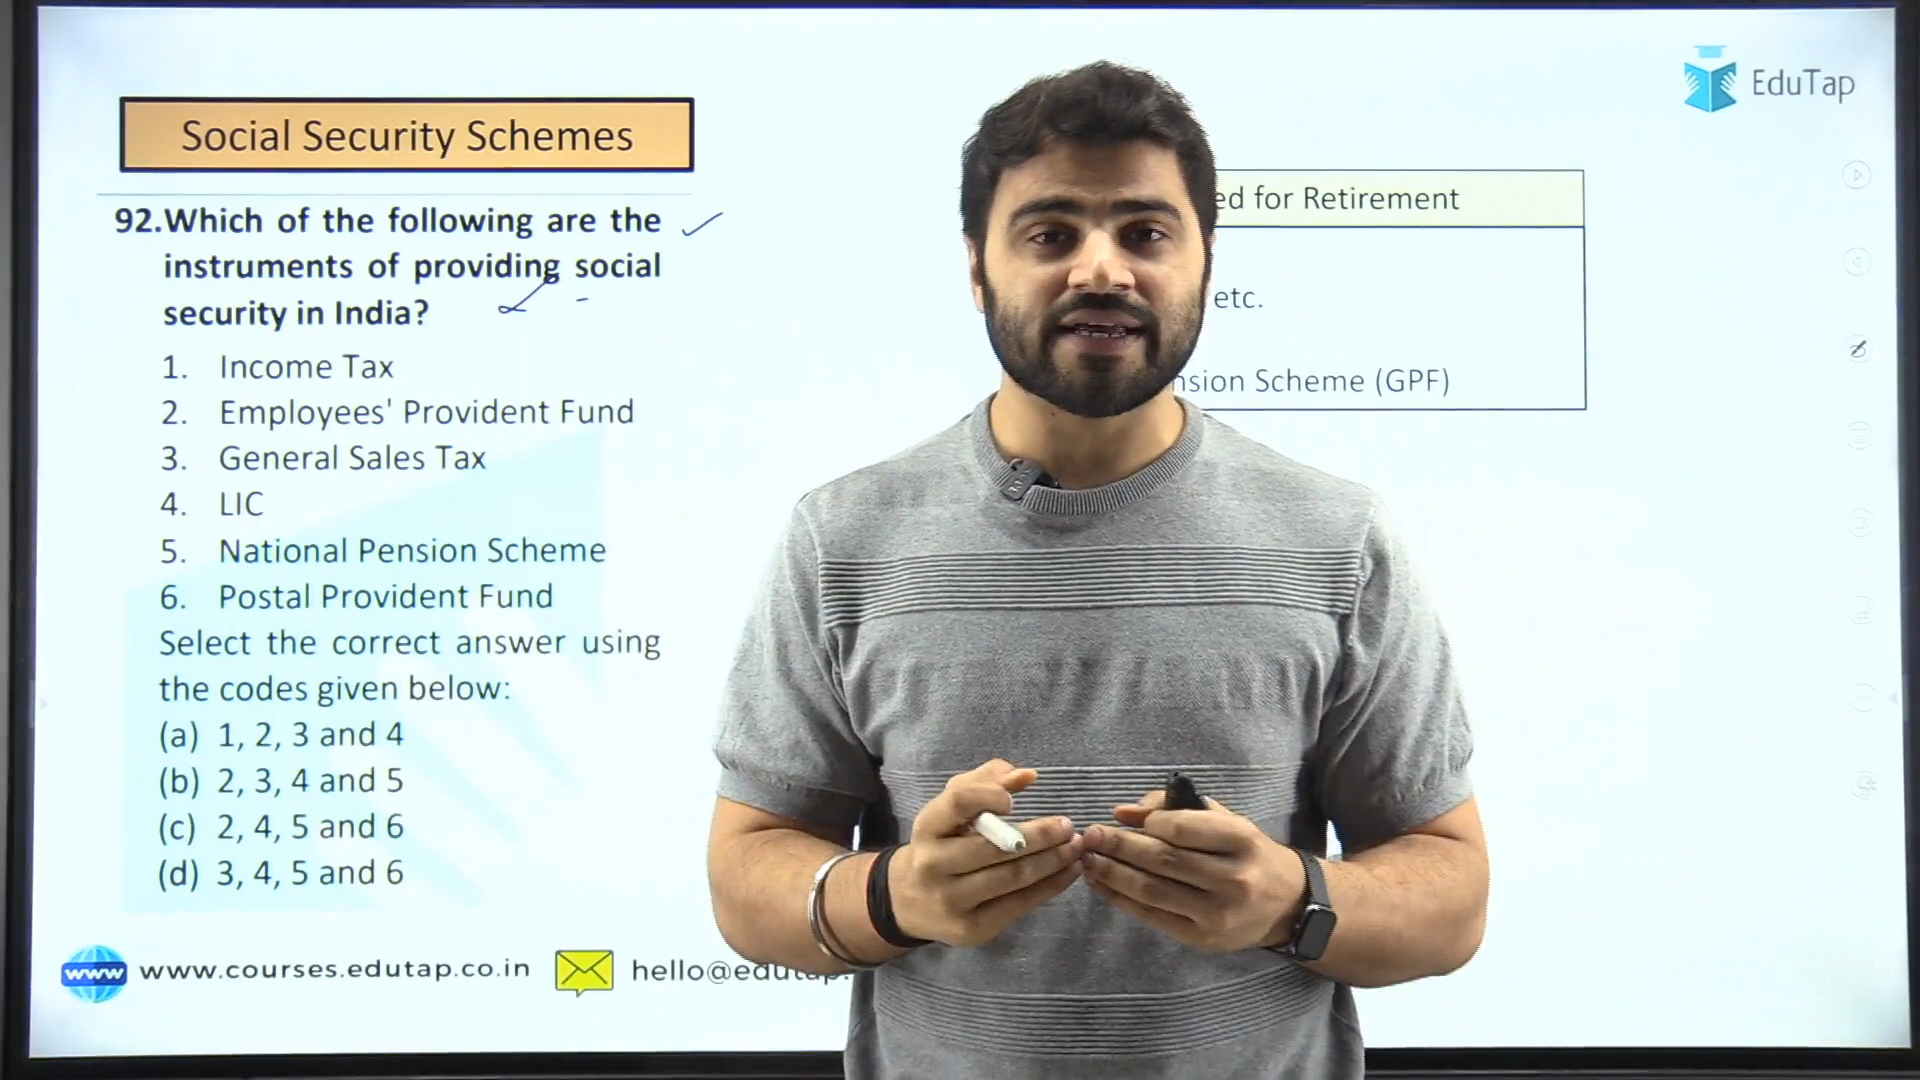 EduTap
Social Security Schemes
92.Which of the following are the
instruments of providing social
security in India?
1. Income Tax
2. Employees' Provident Fund
3. General Sales Tax
4. LIC
5. National Pension Scheme
6. Postal Provident Fund
Select the correct answer using
the codes given below:
(a) 1, 2, 3 and 4
(b) 2, 3, 4 and 5
(c) 2, 4, 5 and 6
(d) 3, 4, 5 and 6
for Retirement
etc.
Scheme (GPF)
www www.courses.edutap.co.in